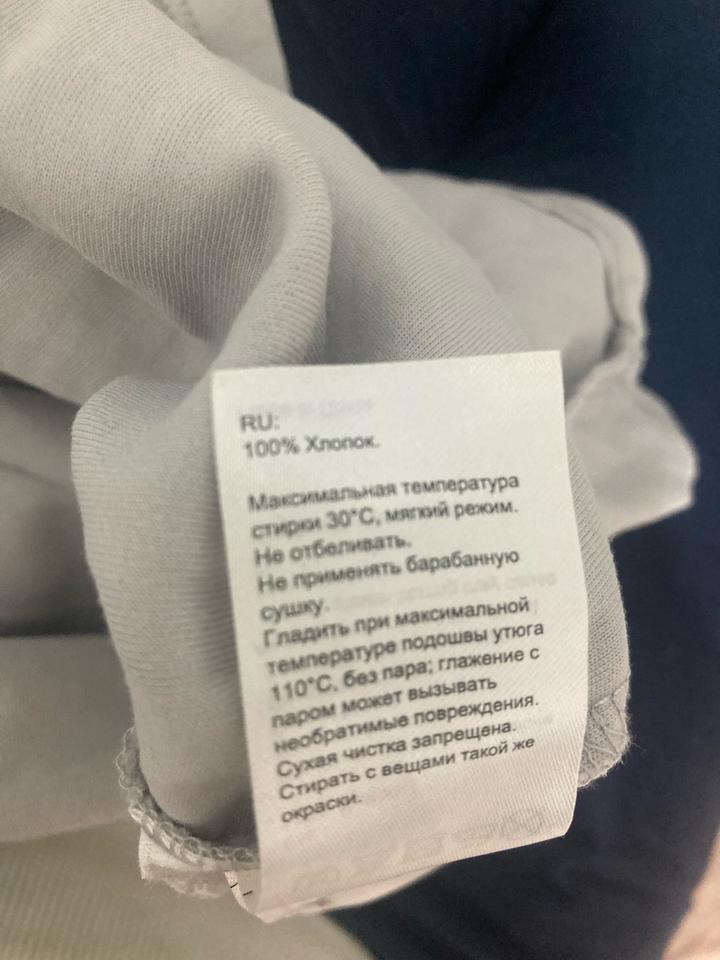 RU:
100% Хлопок.
Максимальная температура
стирки 30°С, мягкий режим.
Не отбеливать.
Не применять барабанную
сушку.
Гладить при максимальной
температуре подошвы утюга
110°С, без пара; глажение с
паром может вызывать
необратимые повреждения.
Сухая чистка запрещена.
Стирать с вещами такой же
окраски.